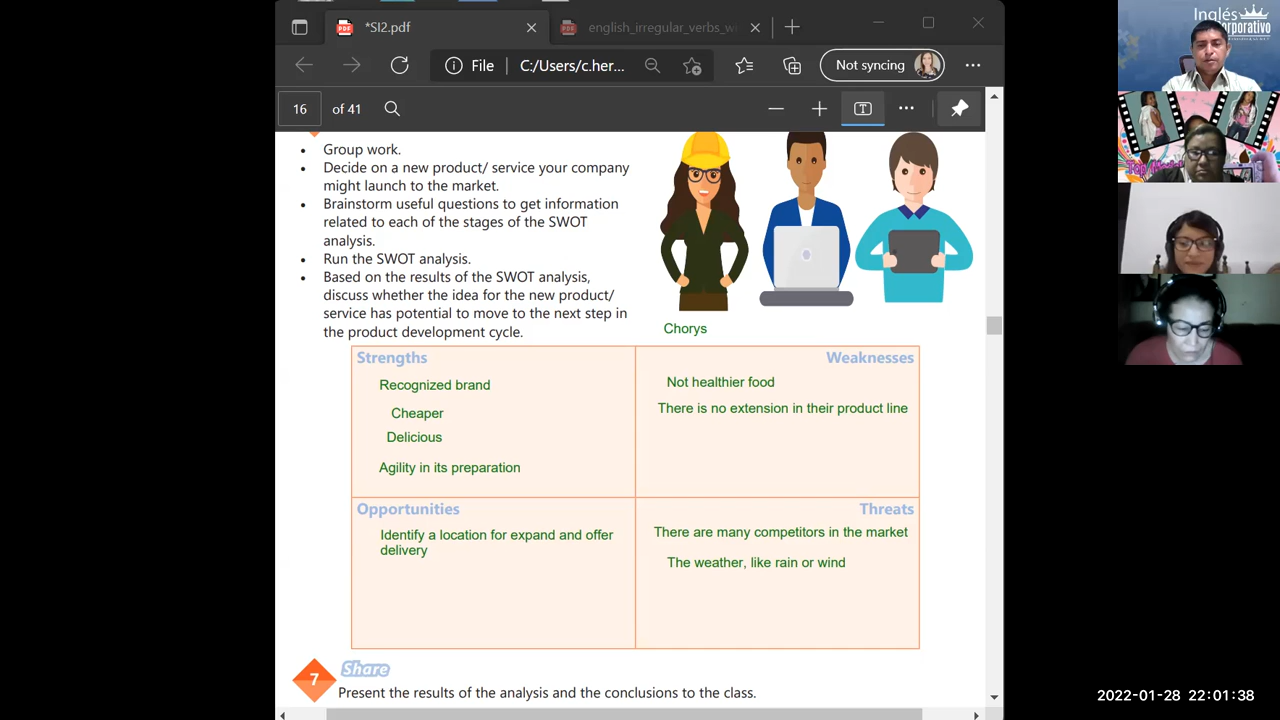 *SI2.pdf
english_irregular_verbs_w
File
C:/Users/c.her...
Not syncing
16
of 41
Group work.
Decide on a new product/ service your company
might launch to the market.
Brainstorm useful questions to get information
related to each of the stages of the SWOT
analysis.
Run the SWOT analysis.
Based on the results of the SWOT analysis,
discuss whether the idea for the new product/
service has potential to move to the next step in
the product development cycle.
Chorys
Strengths
Recognized brand
Cheaper
Delicious
Agility in its preparation
Weaknesses
Not healthier food
There is no extension in their product line
Opportunities
Identify a location for expand and offer
delivery
Threats
There are many competitors in the market
The weather, like rain or wind
7
Share
Present the results of the analysis and the conclusions to the class.
Inglés
2022-01-28 22:01:38